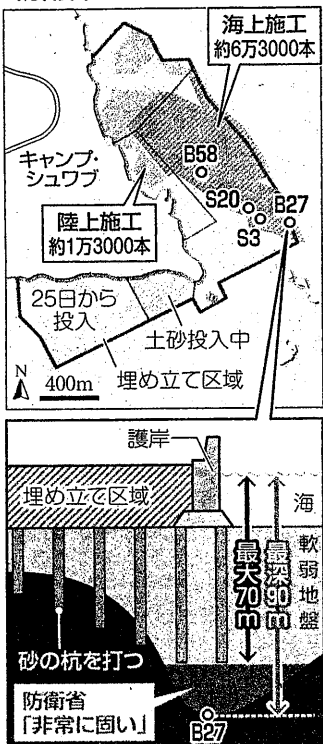 海上施工
約6万3000本
キャンプ・
シュワブ
B58
S20
B27
S3
陸上施工
約1万3000本
25日から
投入
土砂投入中
埋め立て区域
N
400m
護岸
埋め立て区域
海
軟弱地盤
最大70m
最深90m
砂の杭を打つ
防衛省
「非常に固い」
B27